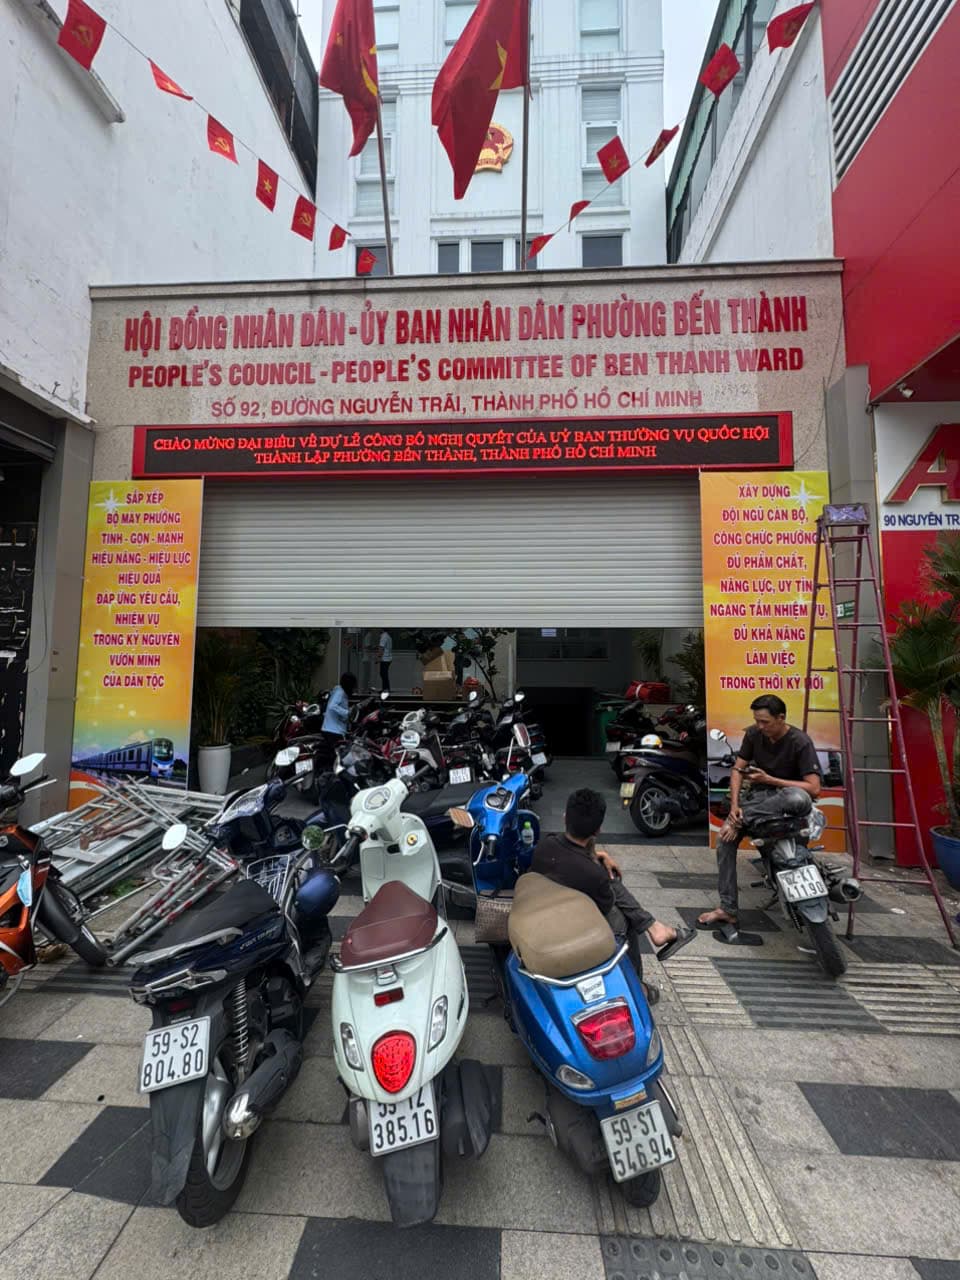 HỘI ĐỒNG NHÂN DÂN - ỦY BAN NHÂN DÂN PHƯỜNG BẾN THÀNH
PEOPLE'S COUNCIL - PEOPLE'S COMMITTEE OF BEN THANH WARD
SỐ 92, ĐƯỜNG NGUYỄN TRÃI, THÀNH PHỐ HỒ CHÍ MINH
CHÀO MỪNG ĐẠI BIỂU VỀ DỰ LỄ CÔNG BỐ NGHỊ QUYẾT CỦA UỶ BAN THƯỜNG VỤ QUỐC HỘI
THÀNH LẬP PHƯỜNG BẾN THÀNH, THÀNH PHỐ HỒ CHÍ MINH
SẮP XẾP
BỘ MÁY PHƯỜNG
TINH - GỌN - MẠNH
HIỆU NĂNG - HIỆU LỰC
HIỆU QUẢ
ĐÁP ỨNG YÊU CẦU,
NHIỆM VỤ
TRONG KỶ NGUYÊN
VƯƠN MÌNH
CỦA DÂN TỘC
XÂY DỰNG
ĐỘI NGŨ CÁN BỘ,
CÔNG CHỨC PHƯỜNG
ĐỦ PHẨM CHẤT,
NĂNG LỰC, UY TÍN
NGANG TẦM NHIỆM VỤ,
ĐỦ KHẢ NĂNG
LÀM VIỆC
TRONG THỜI KỲ MỚI
A
90 NGUYỄN TR
62-K1
411.90
59-S2
804.80
385.16
59-S1
546.94